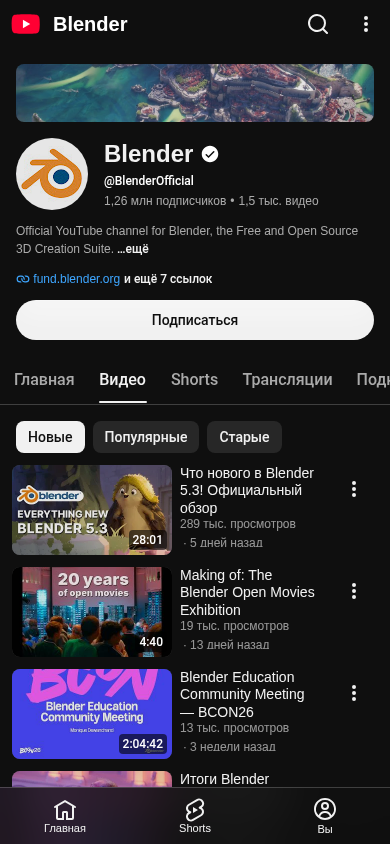 Blender
Blender
@BlenderOfficial
1,26 млн подписчиков • 1,5 тыс. видео
Official YouTube channel for Blender, the Free and Open Source
3D Creation Suite. ...ещё
fund.blender.org и ещё 7 ссылок
Подписаться
Главная Видео Shorts Трансляции
Новые Популярные Старые
blender
EVERYTHING NEW
BLENDER 5.3
28:01
Что нового в Blender
5.3! Официальный
обзор
289 тыс. просмотров
· 5 дней назад
20 years
of open movies
4:40
Making of: The
Blender Open Movies
Exhibition
19 тыс. просмотров
· 13 дней назад
BCON
Blender Education
Community Meeting
2:04:42
Blender Education
Community Meeting
— BCON26
13 тыс. просмотров
· 3 недели назад
Итоги Blender
Главная Shorts Вы